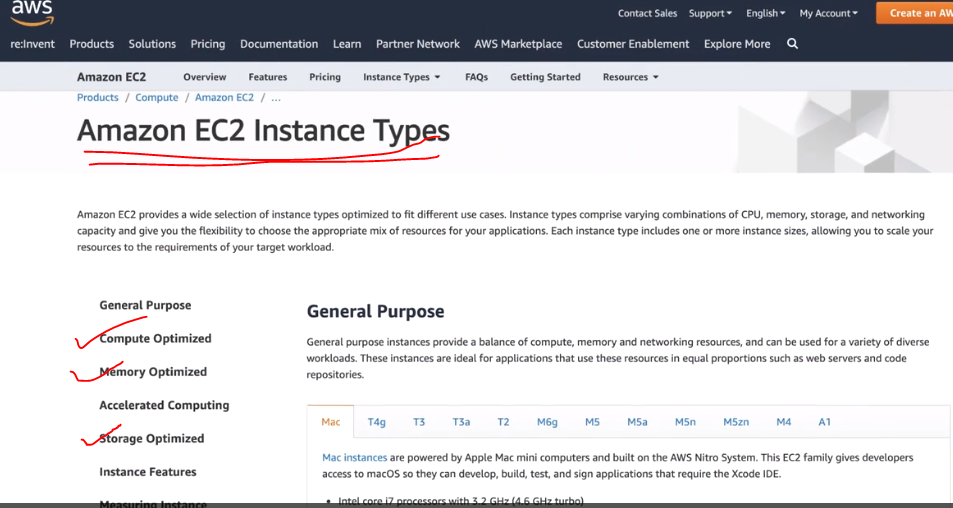 aws
Contact Sales Support English My Account Create an AW
re:Invent Products Solutions Pricing Documentation Learn Partner Network AWS Marketplace Customer Enablement Explore More
Amazon EC2 Overview Features Pricing Instance Types FAQs Getting Started Resources
Products / Compute / Amazon EC2 / ...
Amazon EC2 Instance Types
Amazon EC2 provides a wide selection of instance types optimized to fit different use cases. Instance types comprise varying combinations of CPU, memory, storage, and networking
capacity and give you the flexibility to choose the appropriate mix of resources for your applications. Each instance type includes one or more instance sizes, allowing you to scale your
resources to the requirements of your target workload.
General Purpose
Compute Optimized
Memory Optimized
Accelerated Computing
Storage Optimized
Instance Features
Measuring Instance
General Purpose
General purpose instances provide a balance of compute, memory and networking resources, and can be used for a variety of diverse
workloads. These instances are ideal for applications that use these resources in equal proportions such as web servers and code
repositories.
Mac T4g T3 T3a T2 M6g M5 M5a M5n M5zn M4 A1
Mac instances are powered by Apple Mac mini computers and built on the AWS Nitro System. This EC2 family gives developers
access to macOS so they can develop, build, test, and sign applications that require the Xcode IDE.
• Intel core i7 processors with 3.2 GHz (4.6 GHz turbo)